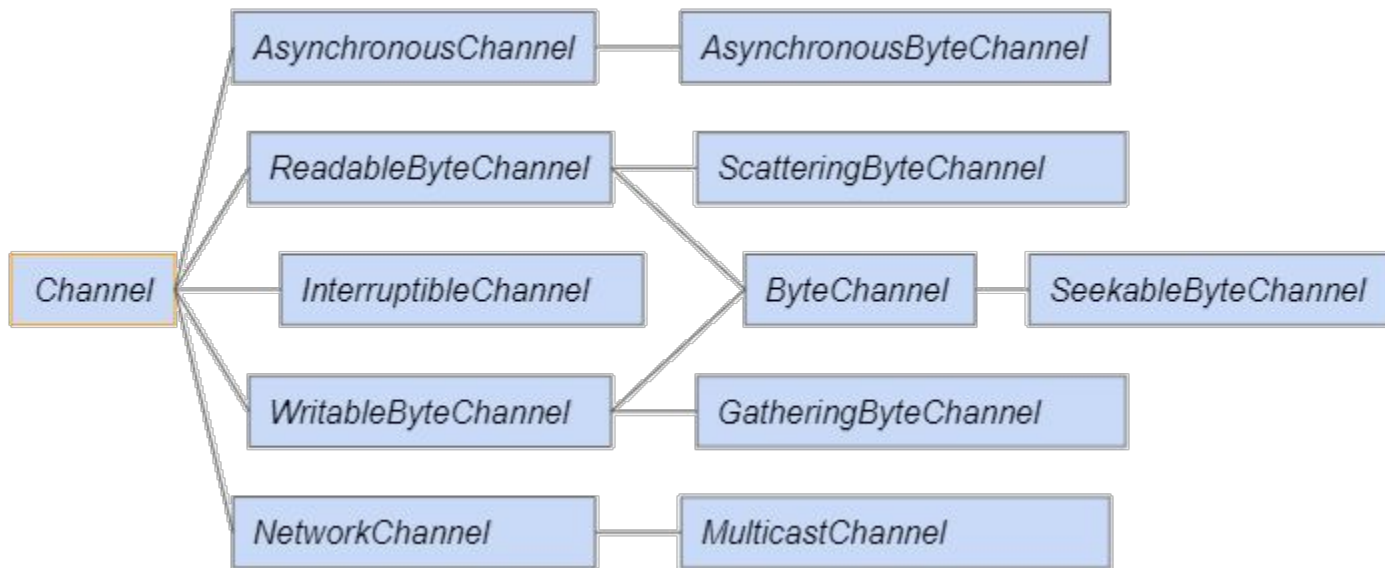 AsynchronousChannel
AsynchronousByteChannel
ReadableByteChannel
ScatteringByteChannel
Channel
InterruptibleChannel
ByteChannel
SeekableByteChannel
WritableByteChannel
GatheringByteChannel
NetworkChannel
MulticastChannel